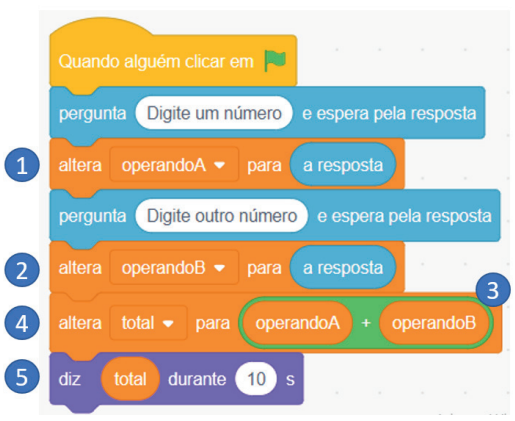 Quando alguém clicar em
pergunta Digite um número e espera pela resposta
1 altera operandoA para a resposta
pergunta Digite outro número e espera pela resposta
2 altera operandoB para a resposta
3
4 altera total para operandoA + operandoB
5 diz total durante 10 s